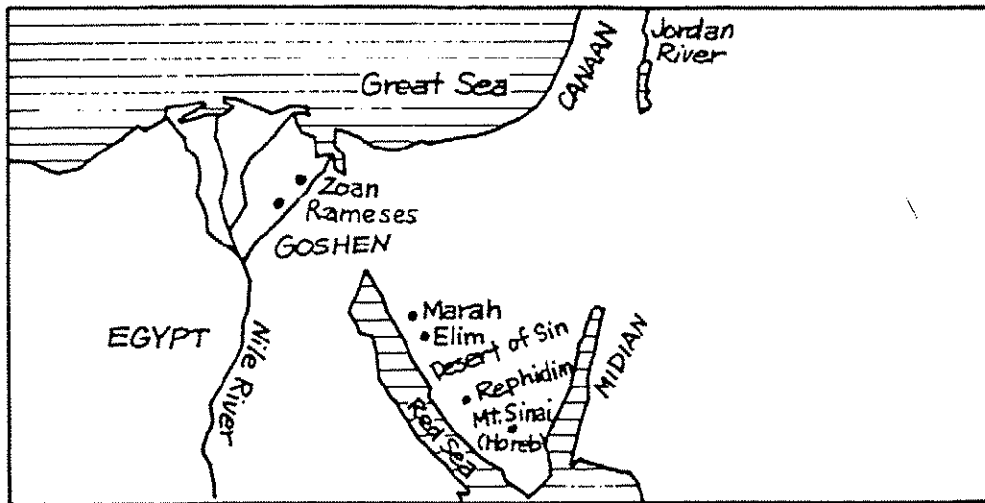 Great Sea
CANAAN
Jordan
River
Zoan
Rameses
GOSHEN
EGYPT
Nile River
Marah
Elim
Desert of Sin
Rephidim
Mt. Sinai
(Horeb)
Red Sea
MIDIAN